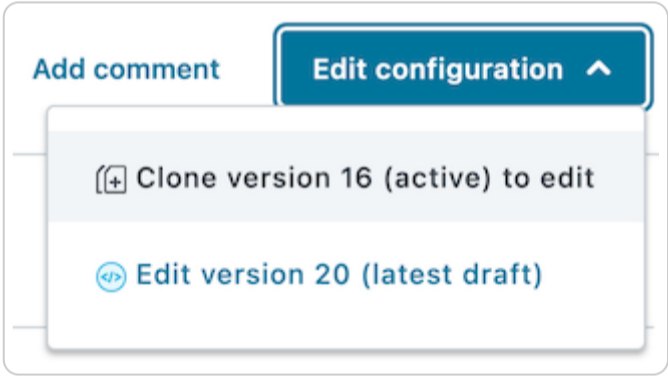 Add comment
Edit configuration
Clone version 16 (active) to edit
Edit version 20 (latest draft)